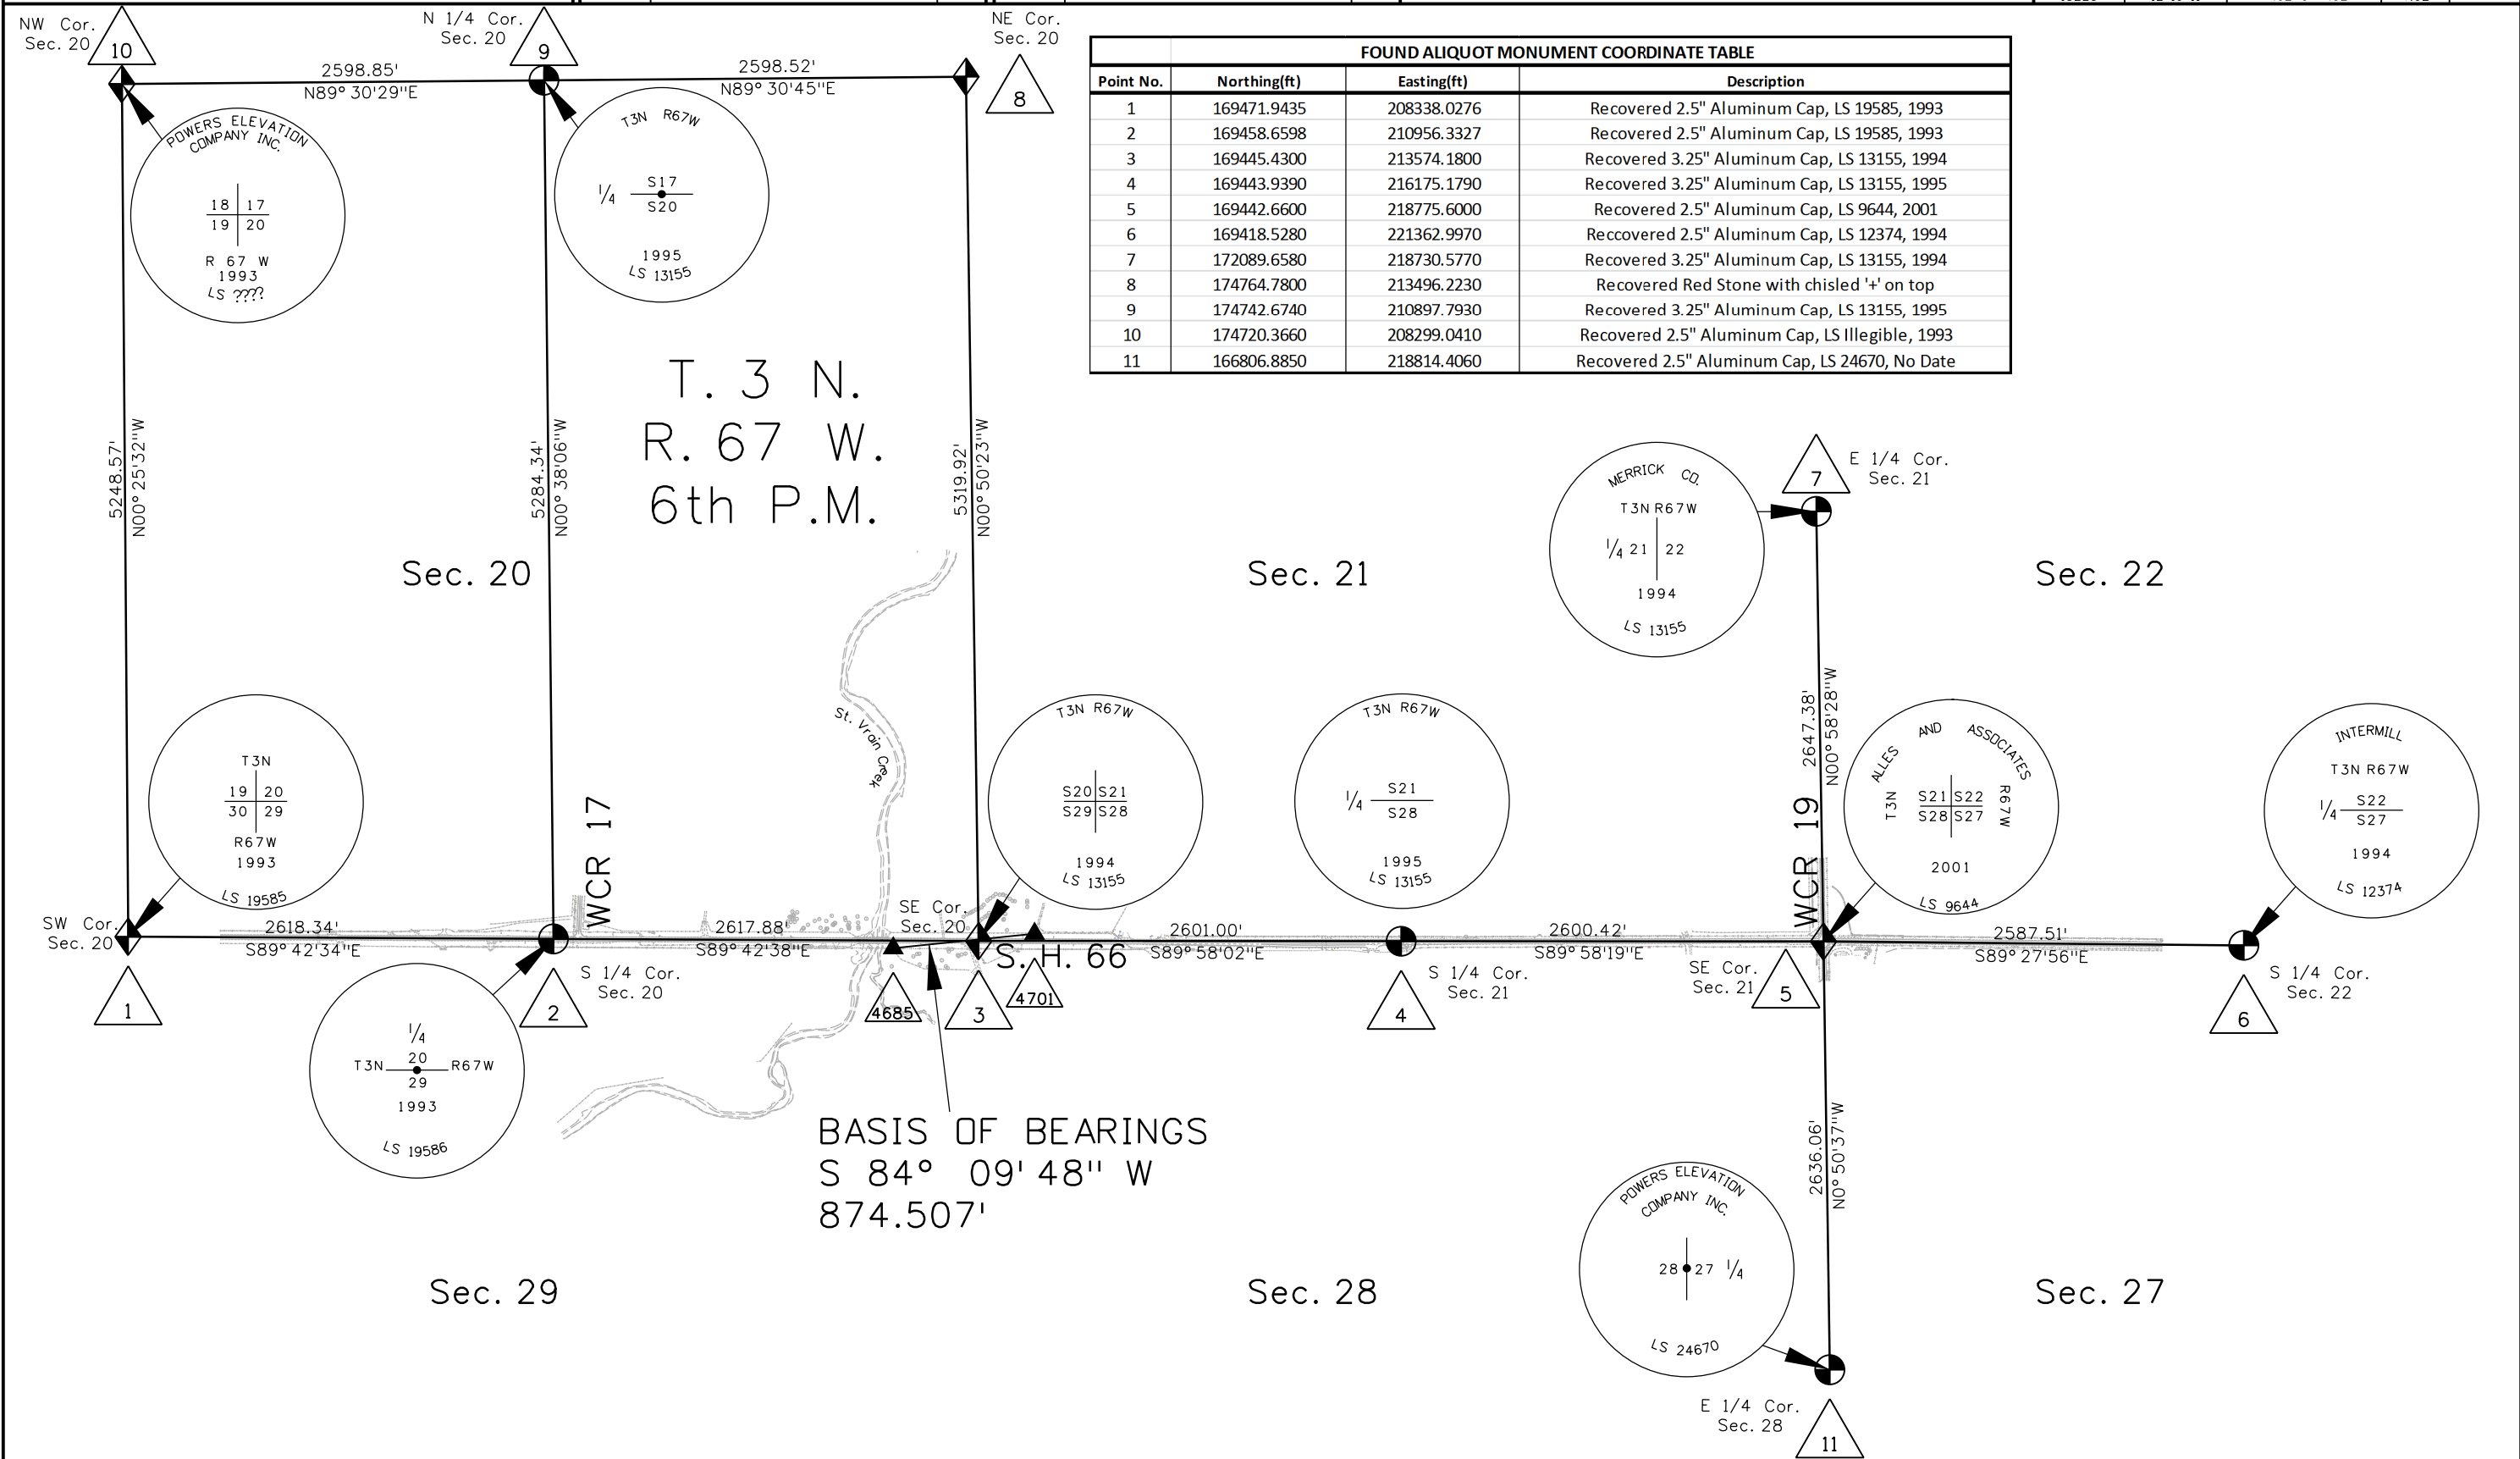 NW Cor.
Sec. 20
10
N 1/4 Cor.
Sec. 20
9
NE Cor.
Sec. 20
8
2598.85'
N89° 30'29"E
2598.52'
N89° 30'45"E
FOUND ALIQUOT MONUMENT COORDINATE TABLE
Point No. Northing(ft) Easting(ft) Description
1 169471.9435 208338.0276 Recovered 2.5" Aluminum Cap, LS 19585, 1993
2 169458.6598 210956.3327 Recovered 2.5" Aluminum Cap, LS 19585, 1993
3 169445.4300 213574.1800 Recovered 3.25" Aluminum Cap, LS 13155, 1994
4 169443.9390 216175.1790 Recovered 3.25" Aluminum Cap, LS 13155, 1995
5 169442.6600 218775.6000 Recovered 2.5" Aluminum Cap, LS 9644, 2001
6 169418.5280 221362.9970 Reccovered 2.5" Aluminum Cap, LS 12374, 1994
7 172089.6580 218730.5770 Recovered 3.25" Aluminum Cap, LS 13155, 1994
8 174764.7800 213496.2230 Recovered Red Stone with chisled '+' on top
9 174742.6740 210897.7930 Recovered 3.25" Aluminum Cap, LS 13155, 1995
10 174720.3660 208299.0410 Recovered 2.5" Aluminum Cap, LS Illegible, 1993
11 166806.8850 218814.4060 Recovered 2.5" Aluminum Cap, LS 24670, No Date
POWERS ELEVATION
COMPANY INC.
18 17
19 20
R 67 W
1993
LS ????
T3N R67W
1/4 S17
S20
1995
LS 13155
T. 3 N.
R. 67 W.
6th P.M.
5248.57'
N00° 25'32"W
5284.34'
N00° 38'06"W
5319.92'
N00° 50'23"W
Sec. 20
Sec. 21
Sec. 22
MERRICK CO.
T3N R67W
1/4 21 22
1994
LS 13155
7
E 1/4 Cor.
Sec. 21
2647.38'
N00° 58'28"W
St. Vrain Creek
WCR 17
WCR 19
T3N
19 20
30 29
R67W
1993
LS 19585
T3N R67W
S20 S21
S29 S28
1994
LS 13155
T3N R67W
1/4 S21
S28
1995
LS 13155
ALLES AND ASSOCIATES
T3N S21 S22 R67W
S28 S27
2001
LS 9644
INTERMILL
T3N R67W
1/4 S22
S27
1994
LS 12374
SW Cor.
Sec. 20
1
2618.34'
S89° 42'34"E
S 1/4 Cor.
Sec. 20
2
2617.88'
S89° 42'38"E
SE Cor.
Sec. 20
4685
3
4701
S. H. 66
2601.00'
S89° 58'02"E
4
S 1/4 Cor.
Sec. 21
2600.42'
S89° 58'19"E
SE Cor.
Sec. 21
5
2587.51'
S89° 27'56"E
S 1/4 Cor.
Sec. 22
6
1/4
T3N 20 R67W
29
1993
LS 19586
BASIS OF BEARINGS
S 84° 09'48" W
874.507'
2636.06'
N0° 50'37"W
POWERS ELEVATION
COMPANY INC.
28 27 1/4
LS 24670
Sec. 29
Sec. 28
Sec. 27
E 1/4 Cor.
Sec. 28
11